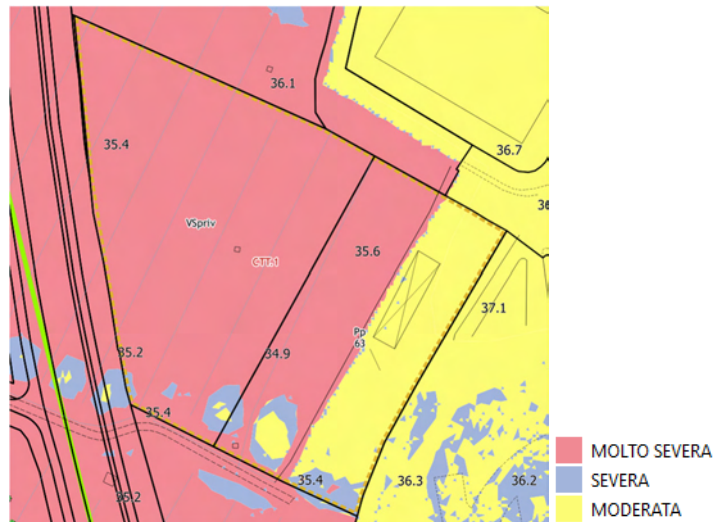 36.1
35.4
36.7
36
VSpriv
35.6
CTT.1
37.1
Pp
63
35.2
34.9
35.4
35.4
36.3
36.2
35.2
MOLTO SEVERA
SEVERA
MODERATA